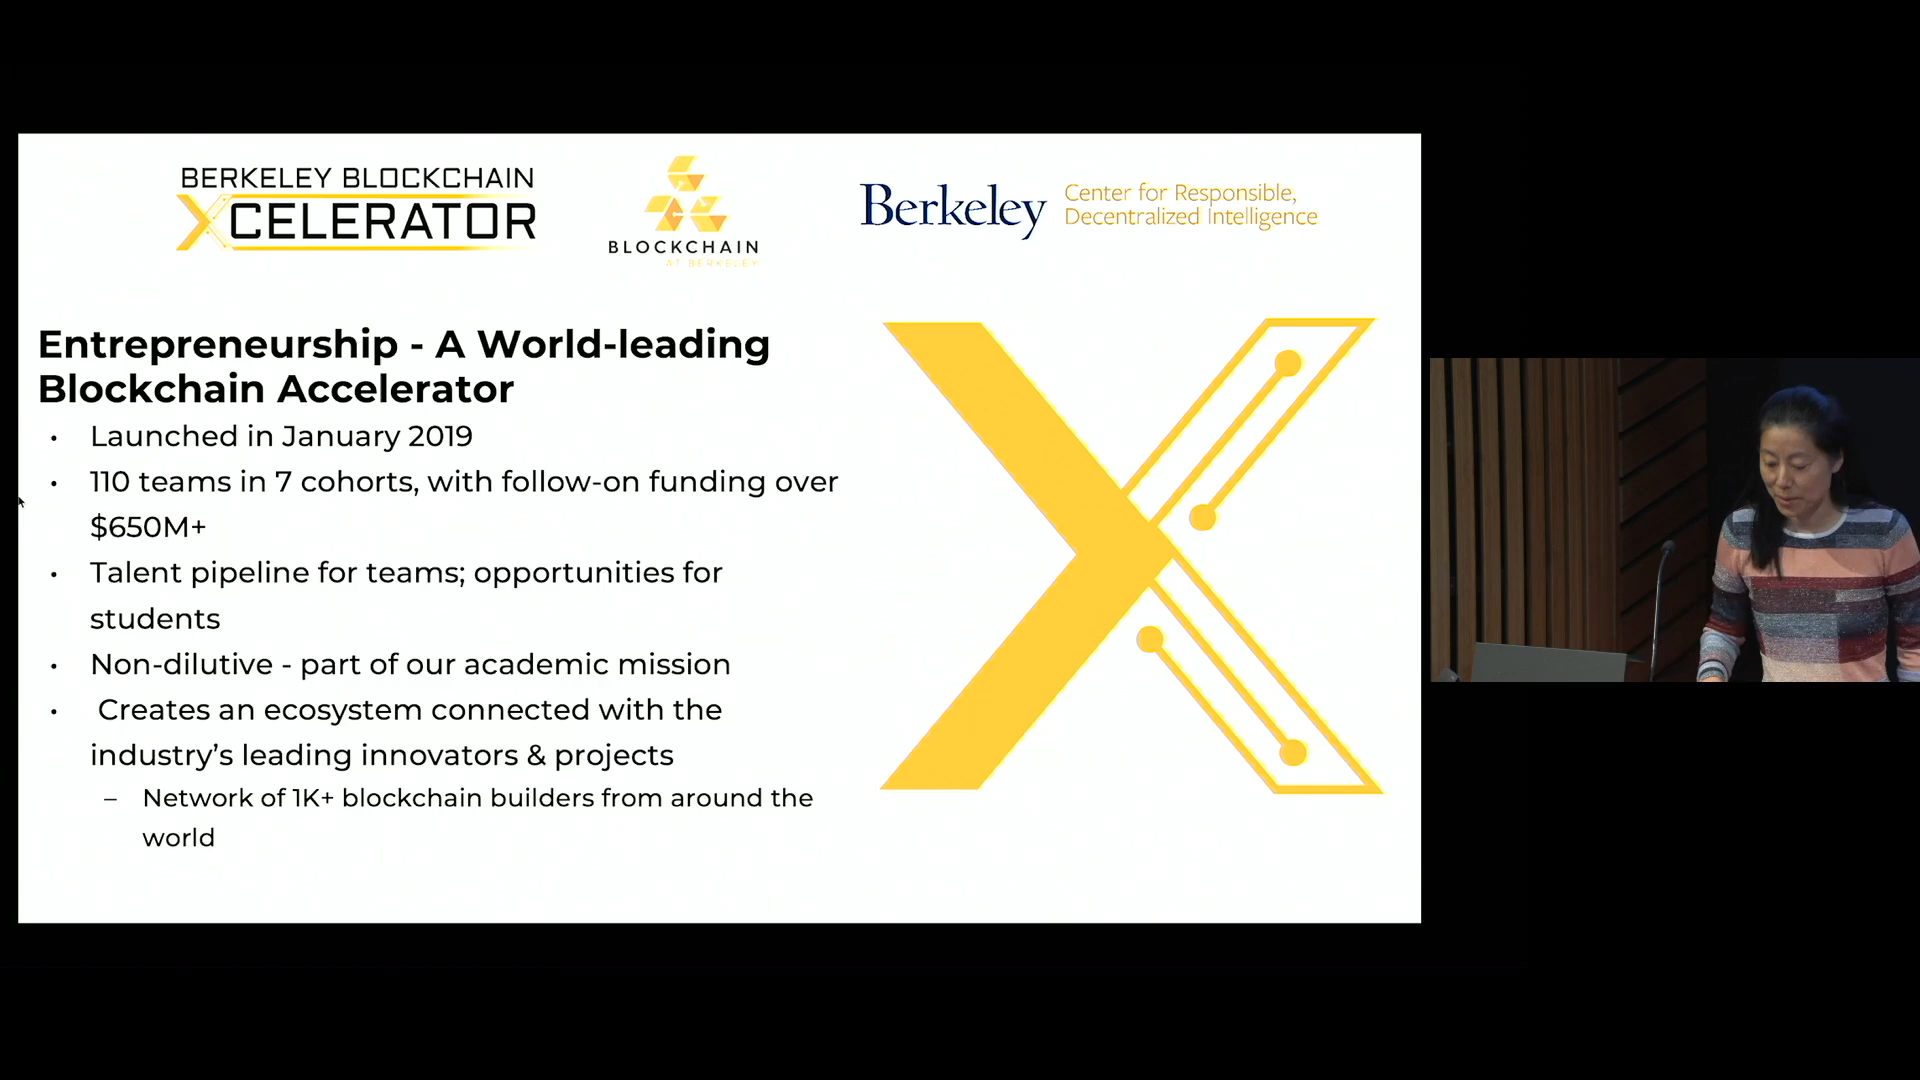 BERKELEY BLOCKCHAIN
XCELERATOR
BLOCKCHAIN
AT BERKELEY
Berkeley
Center for Responsible,
Decentralized Intelligence
Entrepreneurship - A World-leading
Blockchain Accelerator
• Launched in January 2019
• 110 teams in 7 cohorts, with follow-on funding over
$650M+
• Talent pipeline for teams; opportunities for
students
• Non-dilutive - part of our academic mission
• Creates an ecosystem connected with the
industry's leading innovators & projects
– Network of 1K+ blockchain builders from around the
world